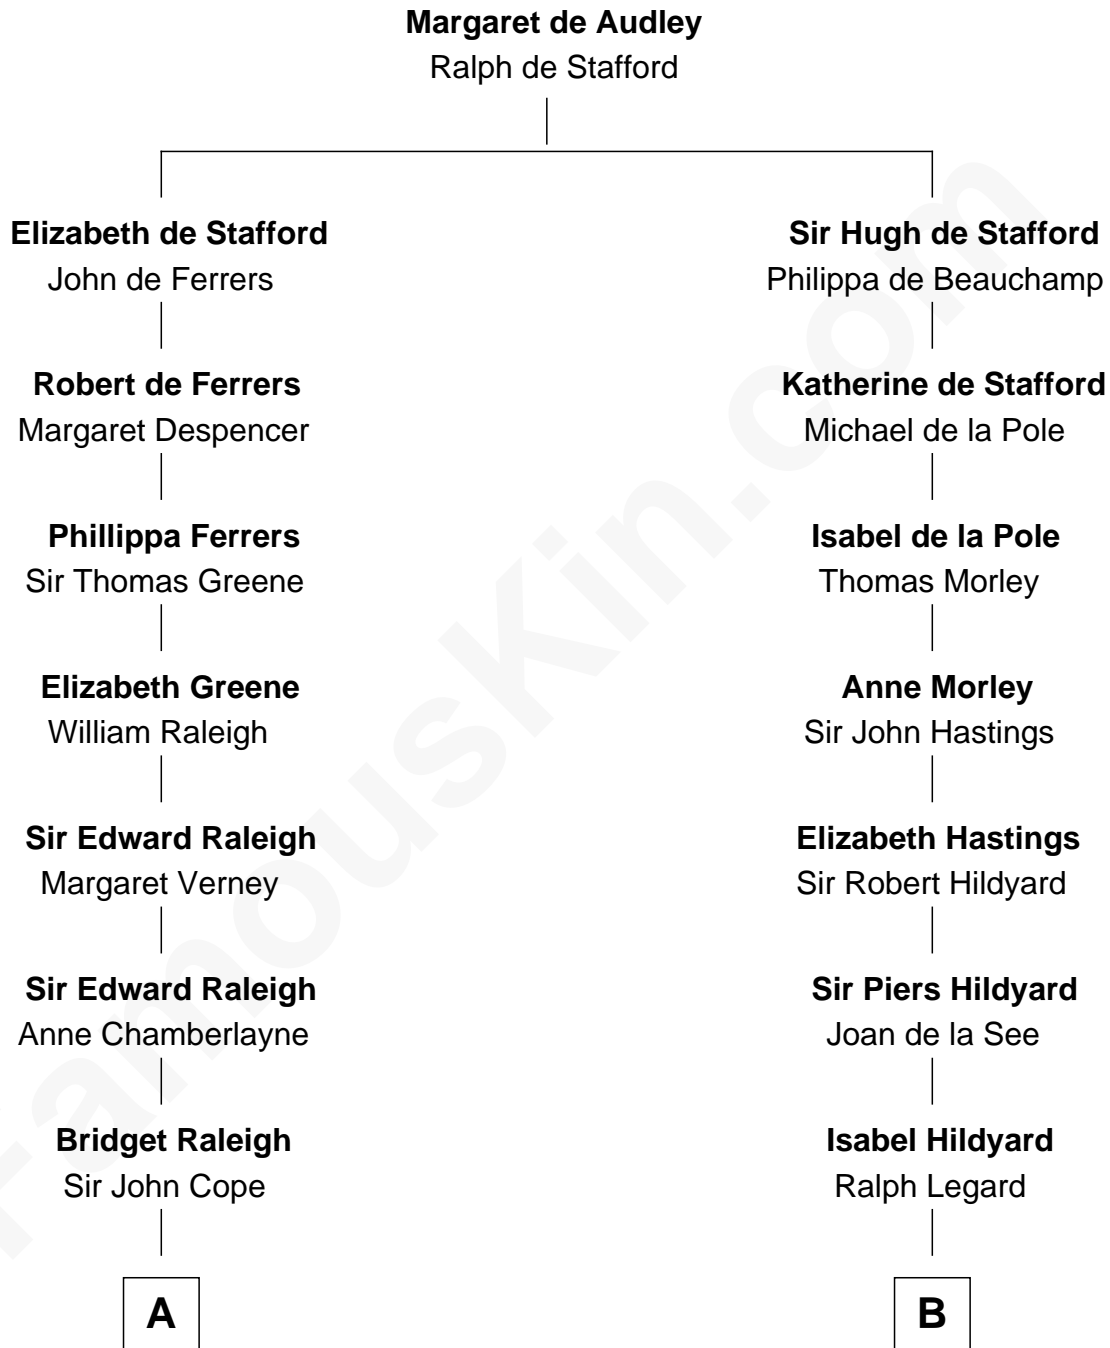 Margaret de Audley
Ralph de Stafford
Elizabeth de Stafford
John de Ferrers
Sir Hugh de Stafford
Philippa de Beauchamp
Robert de Ferrers
Margaret Despencer
Katherine de Stafford
Michael de la Pole
Phillippa Ferrers
Sir Thomas Greene
Isabel de la Pole
Thomas Morley
Elizabeth Greene
William Raleigh
Anne Morley
Sir John Hastings
Sir Edward Raleigh
Margaret Verney
Elizabeth Hastings
Sir Robert Hildyard
Sir Edward Raleigh
Anne Chamberlayne
Sir Piers Hildyard
Joan de la See
Bridget Raleigh
Sir John Cope
Isabel Hildyard
Ralph Legard
A
B
FamousKin.com